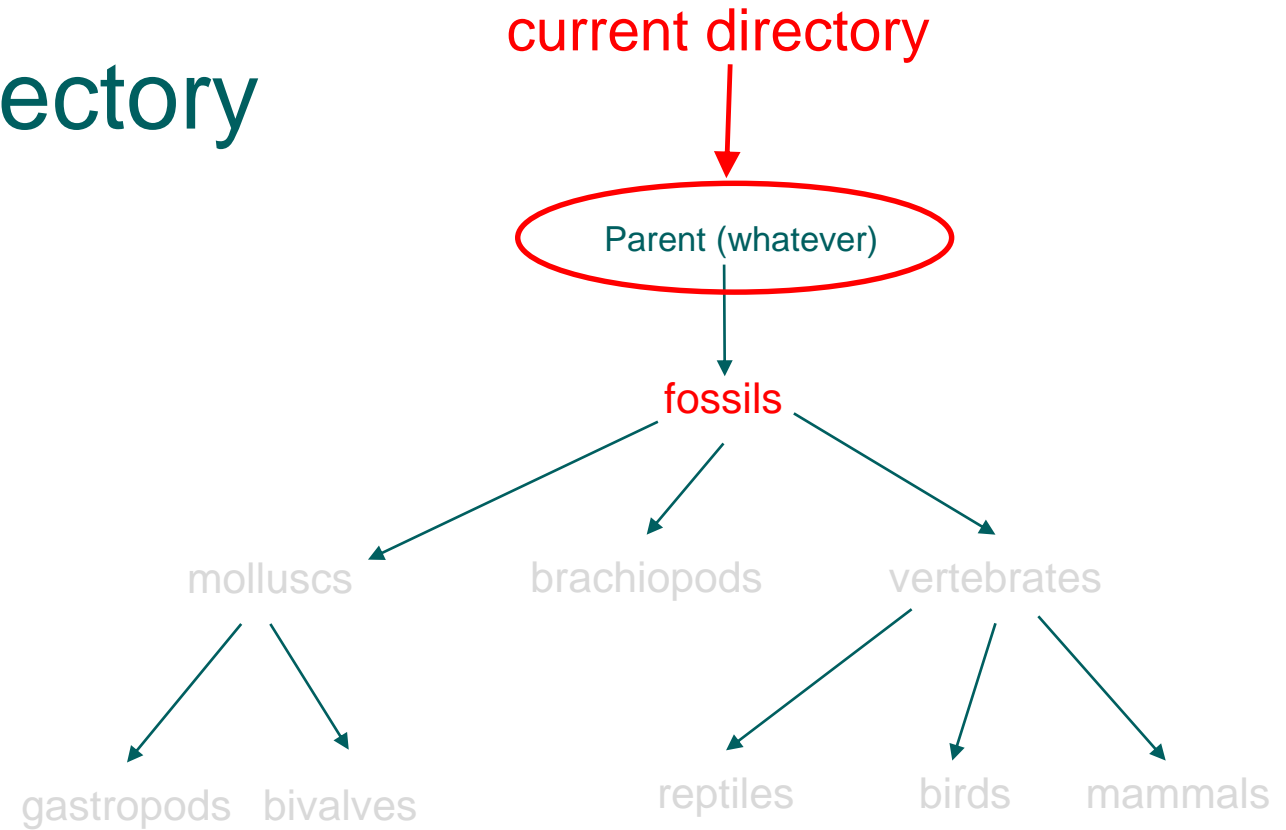 current directory
ectory
Parent (whatever)
fossils
molluscs brachiopods vertebrates
gastropods bivalves reptiles birds mammals